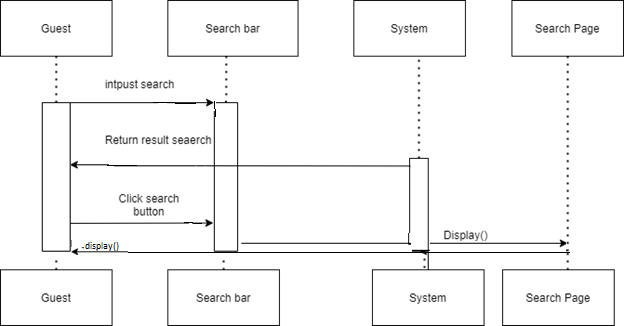 Guest
Search bar
System
Search Page
intpust search
Return result seaerch
Click search
button
Display()
-display()
Guest
Search bar
System
Search Page